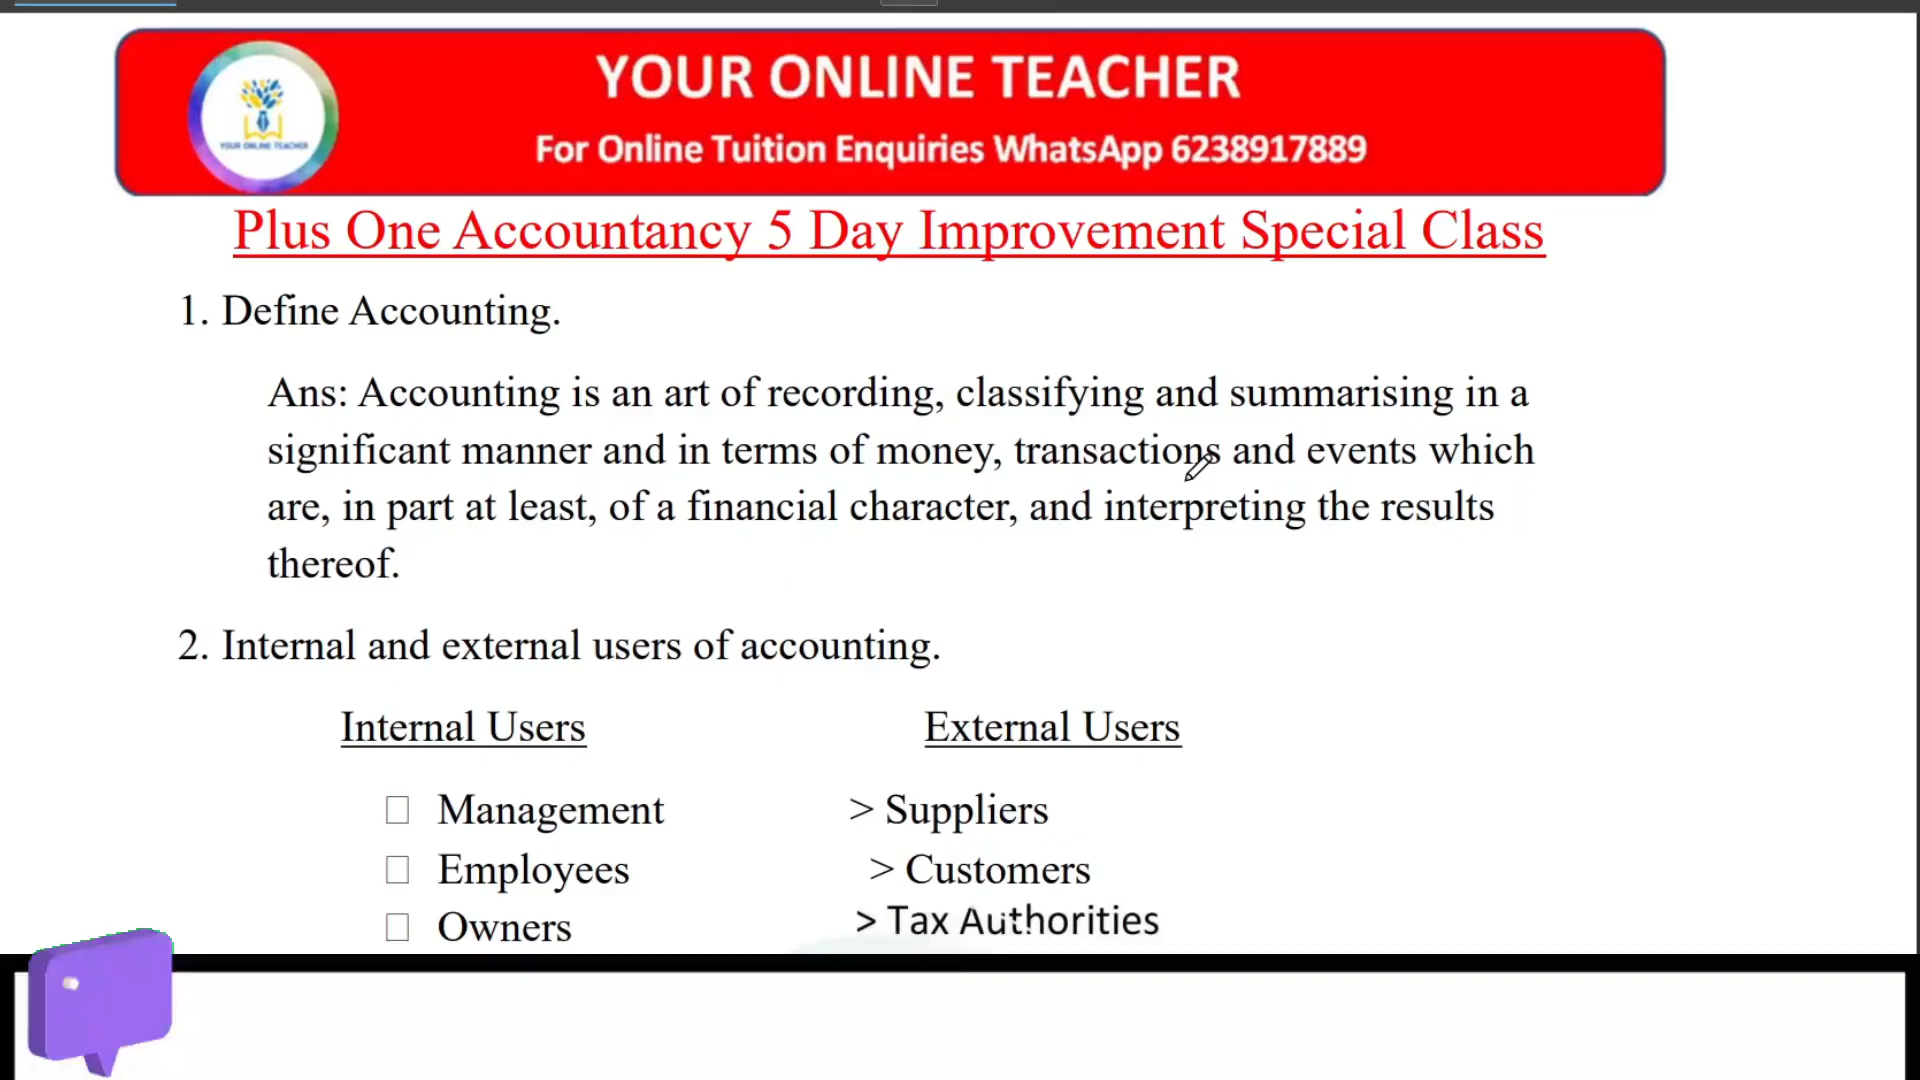 YOUR ONLINE TEACHER
For Online Tuition Enquiries WhatsApp 6238917889
YOUR ONLINE TEACHER
Plus One Accountancy 5 Day Improvement Special Class
1. Define Accounting.
Ans: Accounting is an art of recording, classifying and summarising in a
significant manner and in terms of money, transactions and events which
are, in part at least, of a financial character, and interpreting the results
thereof.
2. Internal and external users of accounting.
Internal Users External Users
Management > Suppliers
Employees > Customers
Owners > Tax Authorities